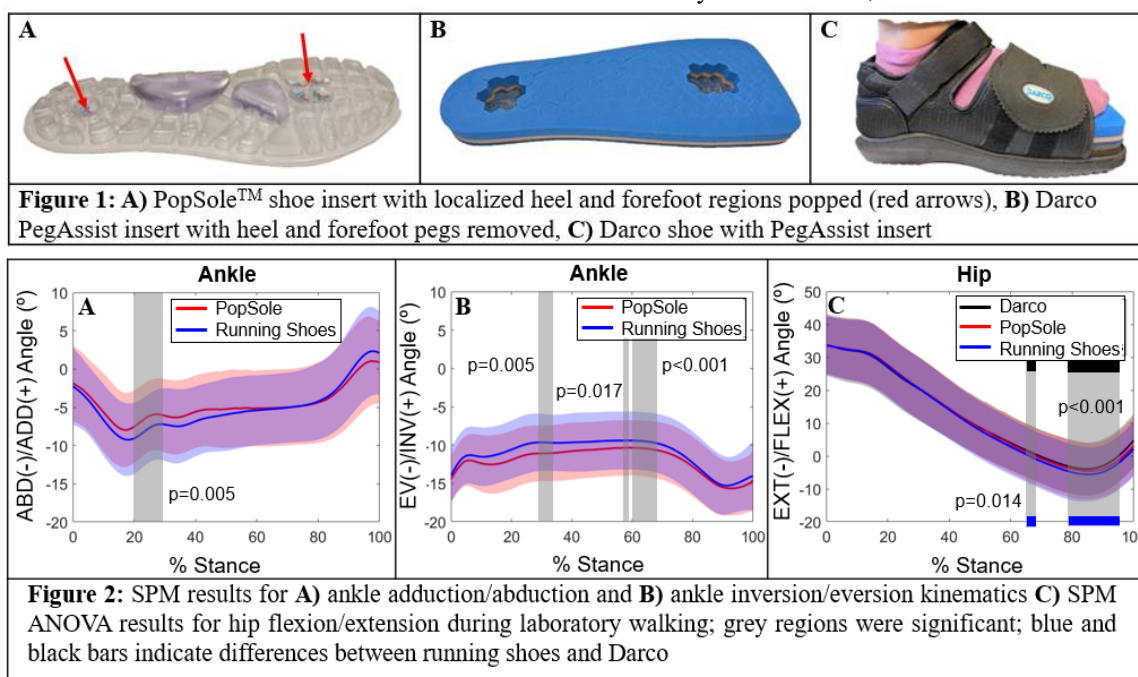 A
B
C
DARCO
Figure 1: A) PopSole™ shoe insert with localized heel and forefoot regions popped (red arrows), B) Darco
PegAssist insert with heel and forefoot pegs removed, C) Darco shoe with PegAssist insert
Ankle
A
PopSole
Running Shoes
ABD(-)/ADD(+) Angle (º)
10
5
0
-5
-10
-15
-20
p=0.005
0 20 40 60 80 100
% Stance
Ankle
B
PopSole
Running Shoes
EV(-)/INV(+) Angle (º)
10
5
0
-5
-10
-15
-20
p=0.005
p=0.017
p<0.001
0 20 40 60 80 100
% Stance
Hip
C
Darco
PopSole
Running Shoes
EXT(-)/FLEX(+) Angle (º)
50
40
30
20
10
0
-10
-20
p<0.001
p=0.014
0 20 40 60 80 100
% Stance
Figure 2: SPM results for A) ankle adduction/abduction and B) ankle inversion/eversion kinematics C) SPM
ANOVA results for hip flexion/extension during laboratory walking; grey regions were significant; blue and
black bars indicate differences between running shoes and Darco